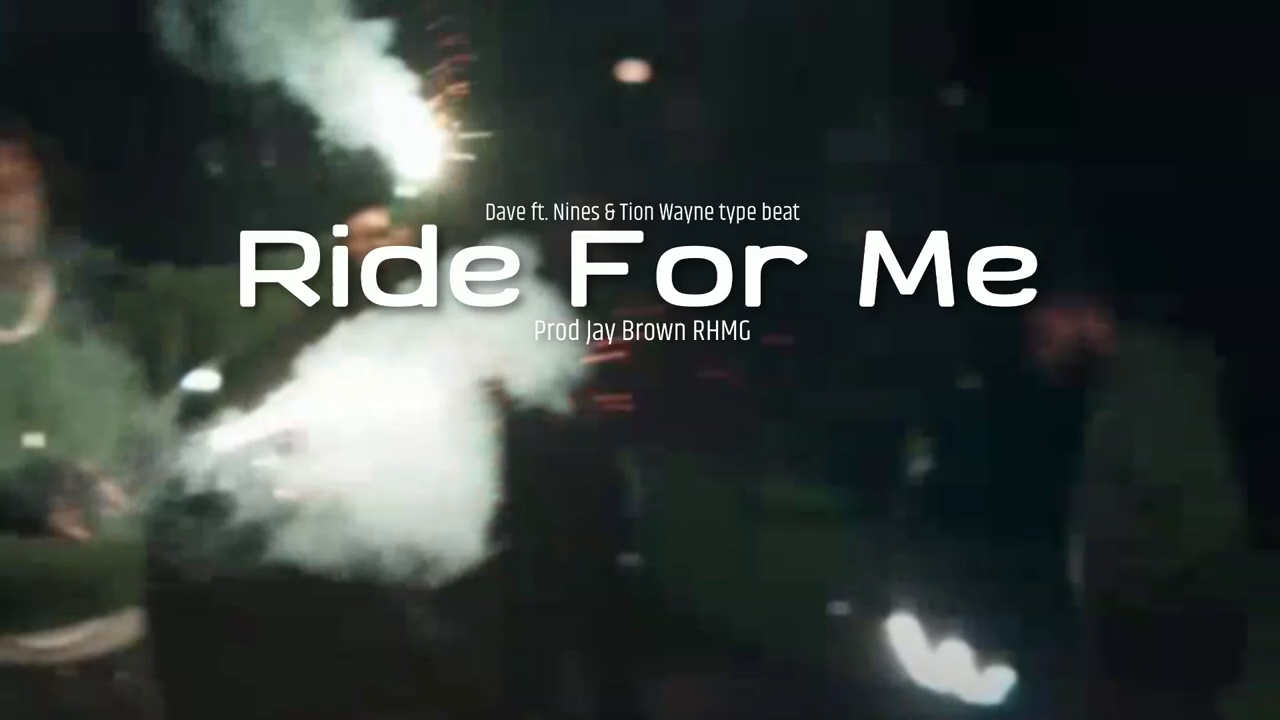 Dave ft. Nines & Tion Wayne type beat
Ride For Me
Prod Jay Brown RHMG